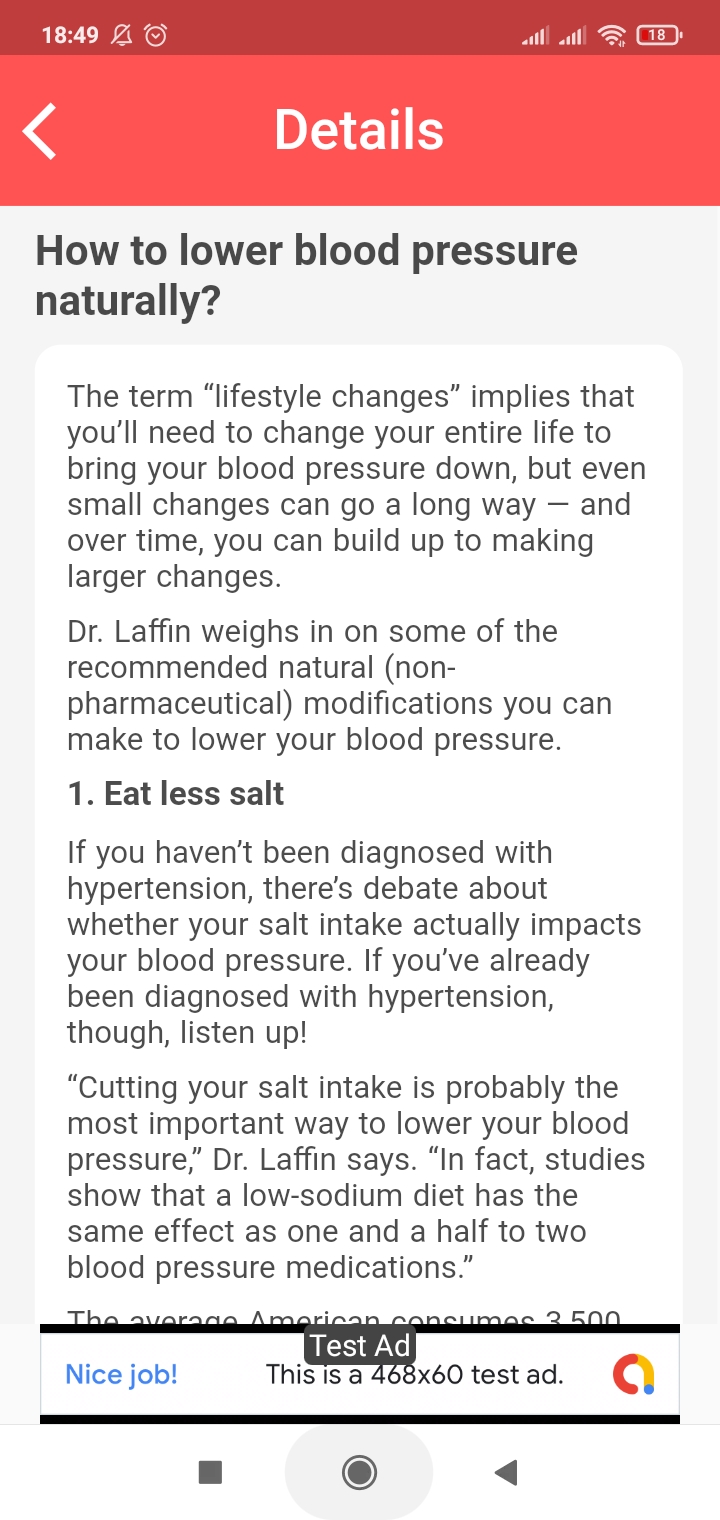 18:49
18
Details
How to lower blood pressure
naturally?
The term “lifestyle changes” implies that
you’ll need to change your entire life to
bring your blood pressure down, but even
small changes can go a long way — and
over time, you can build up to making
larger changes.
Dr. Laffin weighs in on some of the
recommended natural (non-
pharmaceutical) modifications you can
make to lower your blood pressure.
1. Eat less salt
If you haven’t been diagnosed with
hypertension, there’s debate about
whether your salt intake actually impacts
your blood pressure. If you’ve already
been diagnosed with hypertension,
though, listen up!
“Cutting your salt intake is probably the
most important way to lower your blood
pressure,” Dr. Laffin says. “In fact, studies
show that a low-sodium diet has the
same effect as one and a half to two
blood pressure medications.”
The average American consumes 3,500
Test Ad
Nice job! This is a 468x60 test ad.